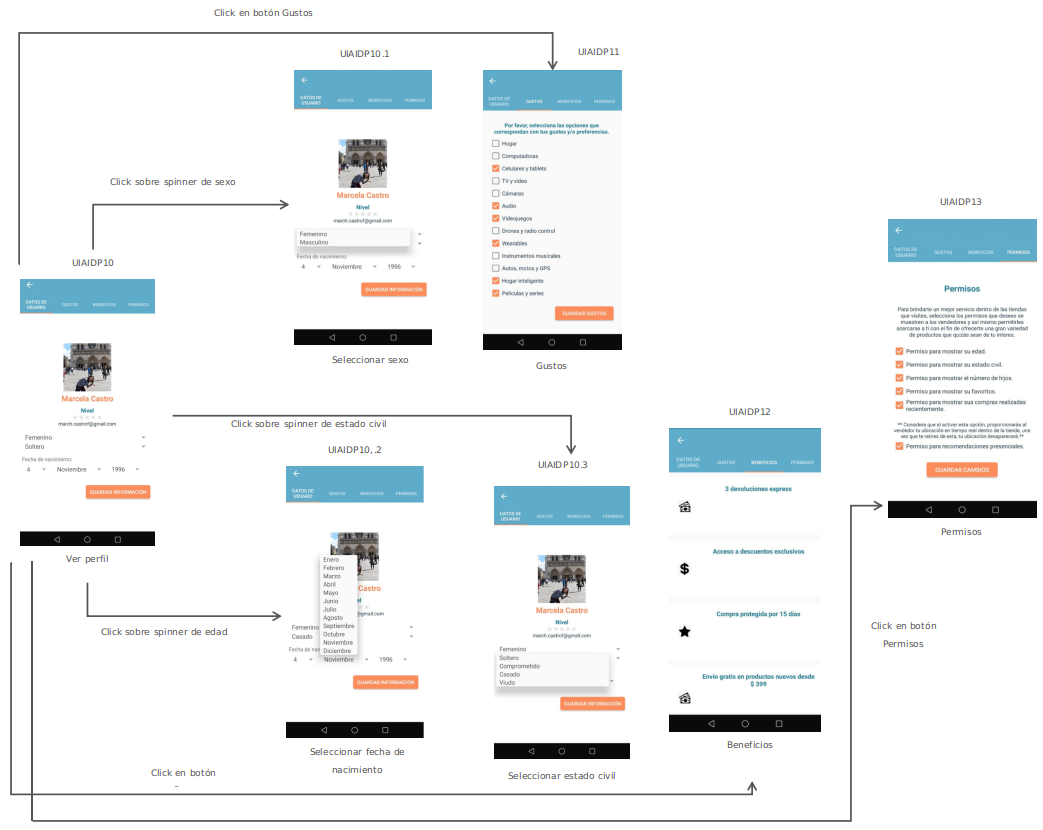 Click en botón Gustos
UIAIDP10.1
UIAIDP11
DATOS DE
USUARIO
GUSTOS
BENEFICIOS
PERMISOS
Marcela Castro
Nivel
march.castrof@gmail.com
Femenino
Masculino
Fecha de nacimiento:
4 Noviembre 1996
GUARDAR INFORMACIÓN
Seleccionar sexo
DATOS DE
USUARIO
GUSTOS
BENEFICIOS
PERMISOS
Por favor, selecciona las opciones que
correspondan con tus gustos y/o preferencias.
Hogar
Computadoras
Celulares y tablets
TV y video
Cámaras
Audio
Videojuegos
Drones y radio control
Wearables
Instrumentos musicales
Autos, motos y GPS
Hogar inteligente
Películas y series
GUARDAR GUSTOS
Gustos
Click sobre spinner de sexo
UIAIDP10
DATOS DE
USUARIO
GUSTOS
BENEFICIOS
PERMISOS
Marcela Castro
Nivel
march.castrof@gmail.com
Femenino
Soltero
Fecha de nacimiento:
4 Noviembre 1996
GUARDAR INFORMACIÓN
Ver perfil
UIAIDP13
DATOS DE
USUARIO
GUSTOS
BENEFICIOS
PERMISOS
Permisos
Para brindarte un mejor servicio dentro de las tiendas
que visites, selecciona los permisos que desees se
muestren a los vendedores y así mismo permitirles
acercarse a ti con el fin de ofrecerte una gran variedad
de productos que quizás sean de tu interes.
Permiso para mostrar su edad.
Permiso para mostrar su estado civil.
Permiso para mostrar el número de hijos.
Permiso para mostrar su favoritos.
Permiso para mostrar sus compras realizadas
recientemente.
** Considera que al activar esta opción, proporcionarás al
vendedor tu ubicación en tiempo real dentro de la tienda, una
vez que te retires de esta, tu ubicación desaparecerá.**
Permiso para recomendaciones presenciales.
GUARDAR CAMBIOS
Permisos
Click sobre spinner de estado civil
UIAIDP10,.2
DATOS DE
USUARIO
GUSTOS
BENEFICIOS
PERMISOS
Enero
Febrero
Marzo
Abril
Mayo
Junio
Julio
Agosto
Septiembre
Octubre
Noviembre
Diciembre
Castro
el
@gmail.com
Femenino
Casado
Fecha de nac
4 Noviembre 1996
GUARDAR INFORMACIÓN
Seleccionar fecha de
nacimiento
UIAIDP10.3
DATOS DE
USUARIO
GUSTOS
BENEFICIOS
PERMISOS
Marcela Castro
Nivel
march.castrof@gmail.com
Femenino
Soltero
Comprometido
Casado
Viudo
GUARDAR INFORMACIÓN
Seleccionar estado civil
UIAIDP12
DATOS DE
USUARIO
GUSTOS
BENEFICIOS
PERMISOS
3 devoluciones express
Acceso a descuentos exclusivos
$
Compra protegida por 15 días
Envío gratis en productos nuevos desde
$ 399
Beneficios
Click sobre spinner de edad
Click en botón
Permisos
Click en botón